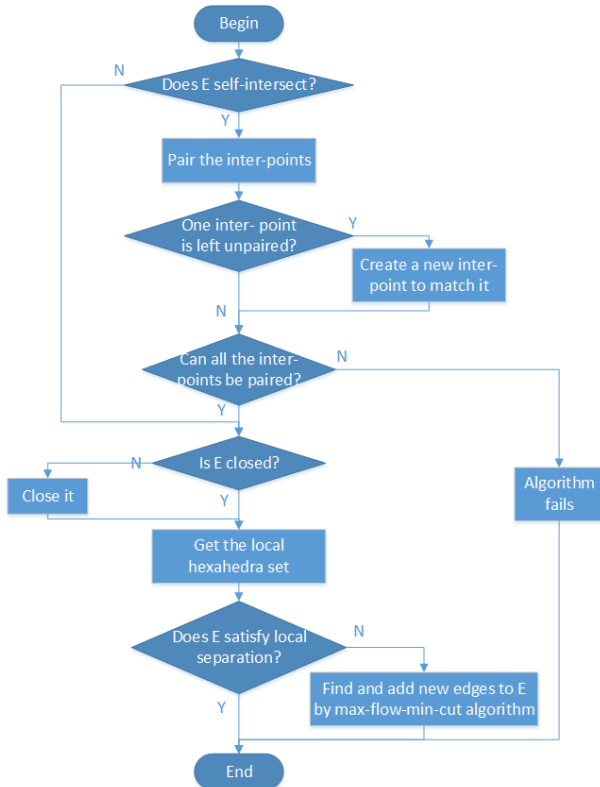 Begin
Does E self-intersect?
N
Y
Pair the inter-points
One inter- point
is left unpaired?
Y
Create a new inter-
point to match it
N
Can all the inter-
points be paired?
N
Y
Is E closed?
N
Close it
Y
Algorithm
fails
Get the local
hexahedra set
Does E satisfy local
separation?
N
Find and add new edges to E
by max-flow-min-cut algorithm
Y
End